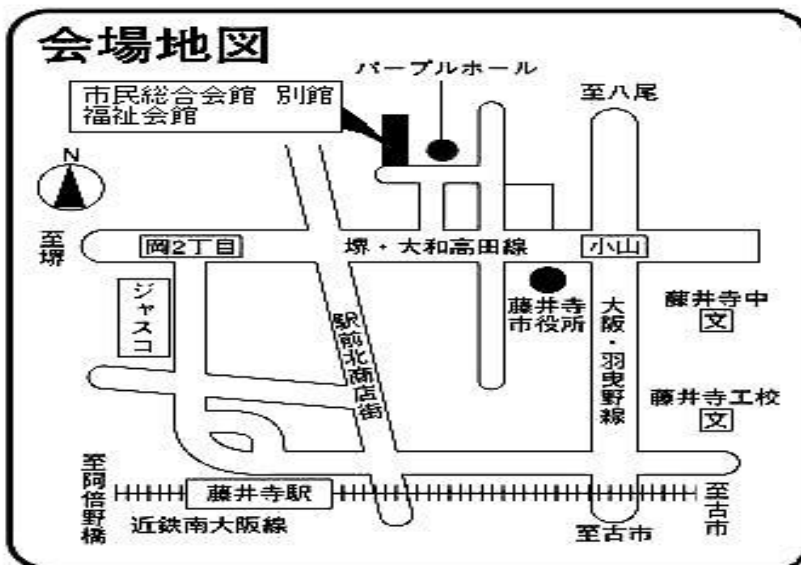 会場地図
パープルホール
市民総合会館 別館
福祉会館
至八尾
N
至堺
岡2丁目
堺・大和高田線
小山
ジャスコ
藤井寺
市役所
大阪・羽曳野線
藤井寺中
文
駅前北商店街
藤井寺工校
文
至阿倍野橋
藤井寺駅
近鉄南大阪線
至古市
至古市